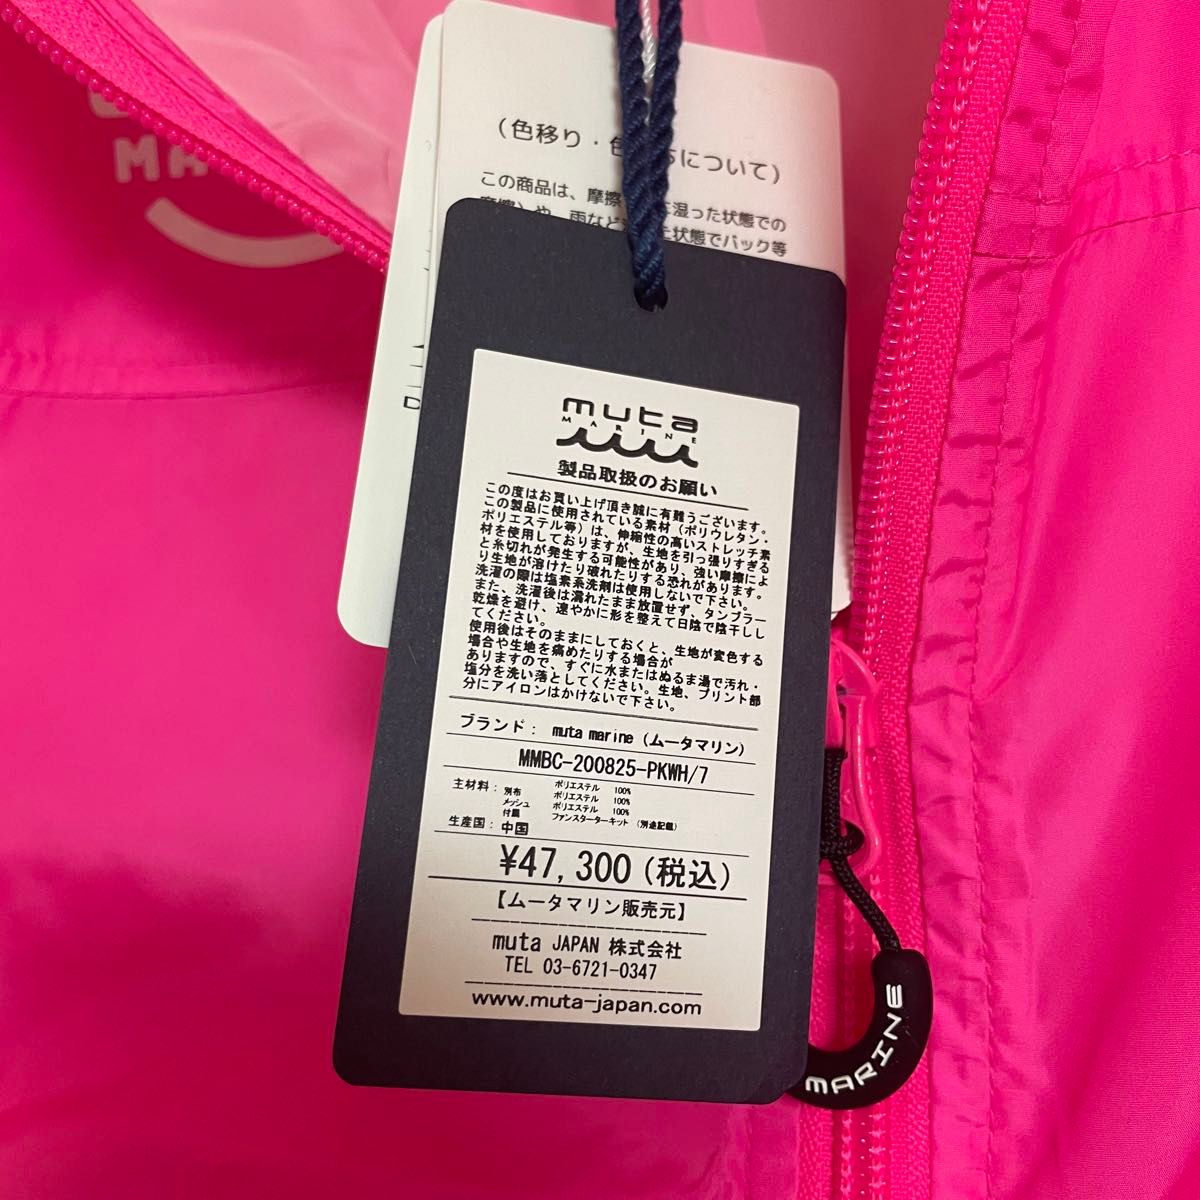 MA
（色移り・色 ちについて）
この商品は、摩擦 に湿った状態での
摩擦）や、雨など た状態でバック等
D
muta
MARINE
製品取扱のお願い
この度はお買い上げ頂き誠に有難うございます。
この製品に使用されている素材（ポリウレタン・
ポリエステル等）は、伸縮性の高いストレッチ素
材を使用しておりますが、生地を引っ張りすぎる
と糸切れが発生する可能性があり、強い摩擦によ
り生地が溶けたり破れたりする恐れがあります。
洗濯の際は塩素系洗剤は使用しないで下さい。
また、洗濯後は濡れたまま放置せず、タンブラー
乾燥を避け、速やかに形を整えて日陰で陰干しし
てください。
使用後はそのままにしておくと、生地が変色する
場合や生地を痛めたりする場合が
ありますので、すぐに水またはぬるま湯で汚れ・
塩分を洗い落としてください。生地、プリント部
分にアイロンはかけないで下さい。
ブランド： muta marine（ムータマリン）
MMBC-200825-PKWH/7
主材料： 別布 ポリエステル 100%
メッシュ ポリエステル 100%
付属 ポリエステル 100%
ファンスターターキット（別途記載）
生産国：中国
¥47,300（税込）
【ムータマリン販売元】
muta JAPAN 株式会社
TEL 03-6721-0347
www.muta-japan.com
MARINE